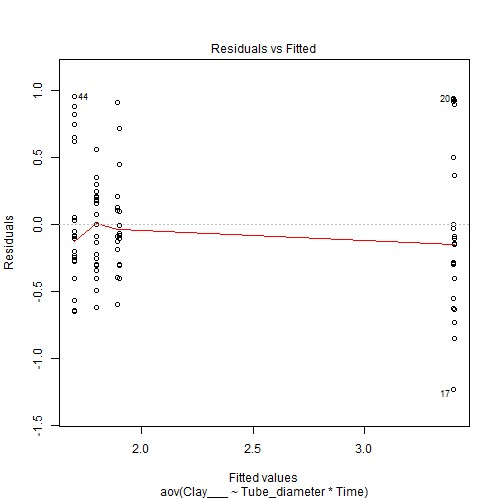 Residuals vs Fitted
1.0
0.5
0.0
-0.5
-1.0
-1.5
Residuals
44
20
17
2.0 2.5 3.0
Fitted values
aov(Clay___ ~ Tube_diameter * Time)